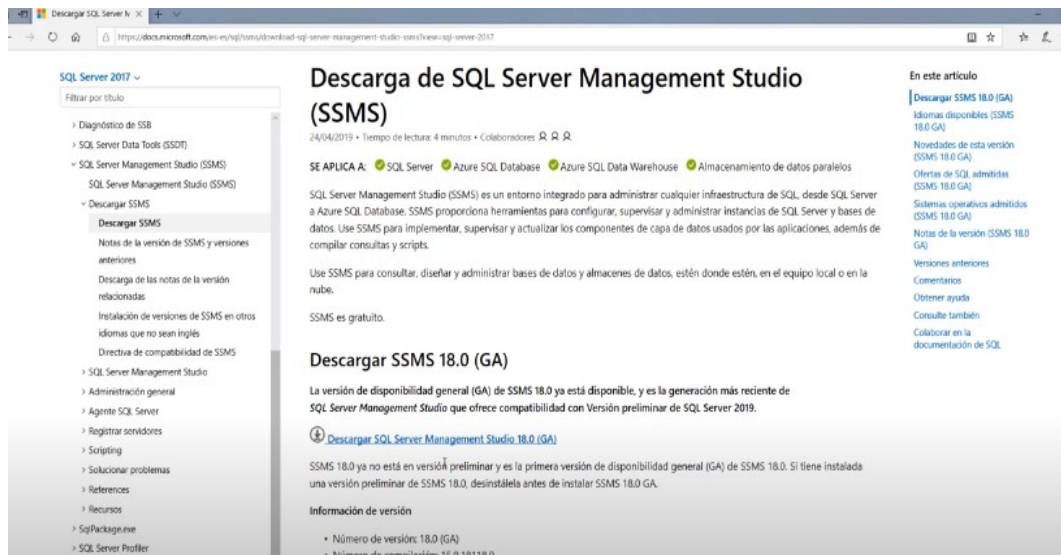 Descargar SQL Server M
https://docs.microsoft.com/es-es/sql/ssms/download-sql-server-management-studio-ssms?view=sql-server-2017
SQL Server 2017
Filtrar por título
Diagnóstico de SSB
SQL Server Data Tools (SSDT)
SQL Server Management Studio (SSMS)
SQL Server Management Studio (SSMS)
Descargar SSMS
Descargar SSMS
Notas de la versión de SSMS y versiones
anteriores
Descarga de las notas de la versión
relacionadas
Instalación de versiones de SSMS en otros
idiomas que no sean inglés
Directiva de compatibilidad de SSMS
SQL Server Management Studio
Administración general
Agente SQL Server
Registrar servidores
Scripting
Solucionar problemas
References
Recursos
SqlPackage.exe
SQL Server Profiler
Descarga de SQL Server Management Studio
(SSMS)
24/04/2019 • Tiempo de lectura: 4 minutos • Colaboradores
SE APLICA A: SQL Server Azure SQL Database Azure SQL Data Warehouse Almacenamiento de datos paralelos
SQL Server Management Studio (SSMS) es un entorno integrado para administrar cualquier infraestructura de SQL, desde SQL Server
a Azure SQL Database. SSMS proporciona herramientas para configurar, supervisar y administrar instancias de SQL Server y bases de
datos. Use SSMS para implementar, supervisar y actualizar los componentes de capa de datos usados por las aplicaciones, además de
compilar consultas y scripts.
Use SSMS para consultar, diseñar y administrar bases de datos y almacenes de datos, estén donde estén, en el equipo local o en la
nube.
SSMS es gratuito.
Descargar SSMS 18.0 (GA)
La versión de disponibilidad general (GA) de SSMS 18.0 ya está disponible, y es la generación más reciente de
SQL Server Management Studio que ofrece compatibilidad con Versión preliminar de SQL Server 2019.
Descargar SQL Server Management Studio 18.0 (GA)
SSMS 18.0 ya no está en versión preliminar y es la primera versión de disponibilidad general (GA) de SSMS 18.0. Si tiene instalada
una versión preliminar de SSMS 18.0, desinstálela antes de instalar SSMS 18.0 GA.
Información de versión
• Número de versión: 18.0 (GA)
• Número de compilación: 15.0.18118.0
En este artículo
Descargar SSMS 18.0 (GA)
Idiomas disponibles (SSMS
18.0 GA)
Novedades de esta versión
(SSMS 18.0 GA)
Ofertas de SQL admitidas
(SSMS 18.0 GA)
Sistemas operativos admitidos
(SSMS 18.0 GA)
Notas de la versión (SSMS 18.0
GA)
Versiones anteriores
Comentarios
Obtener ayuda
Consulte también
Colaborar en la
documentación de SQL